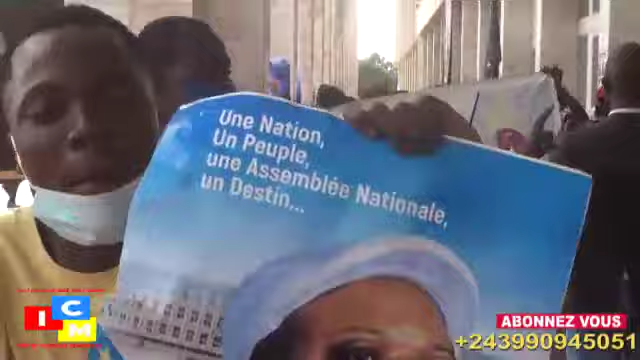 Une Nation,
Un Peuple,
une Assemblée Nationale,
un Destin...
ICM
ABONNEZ VOUS
+243990945051